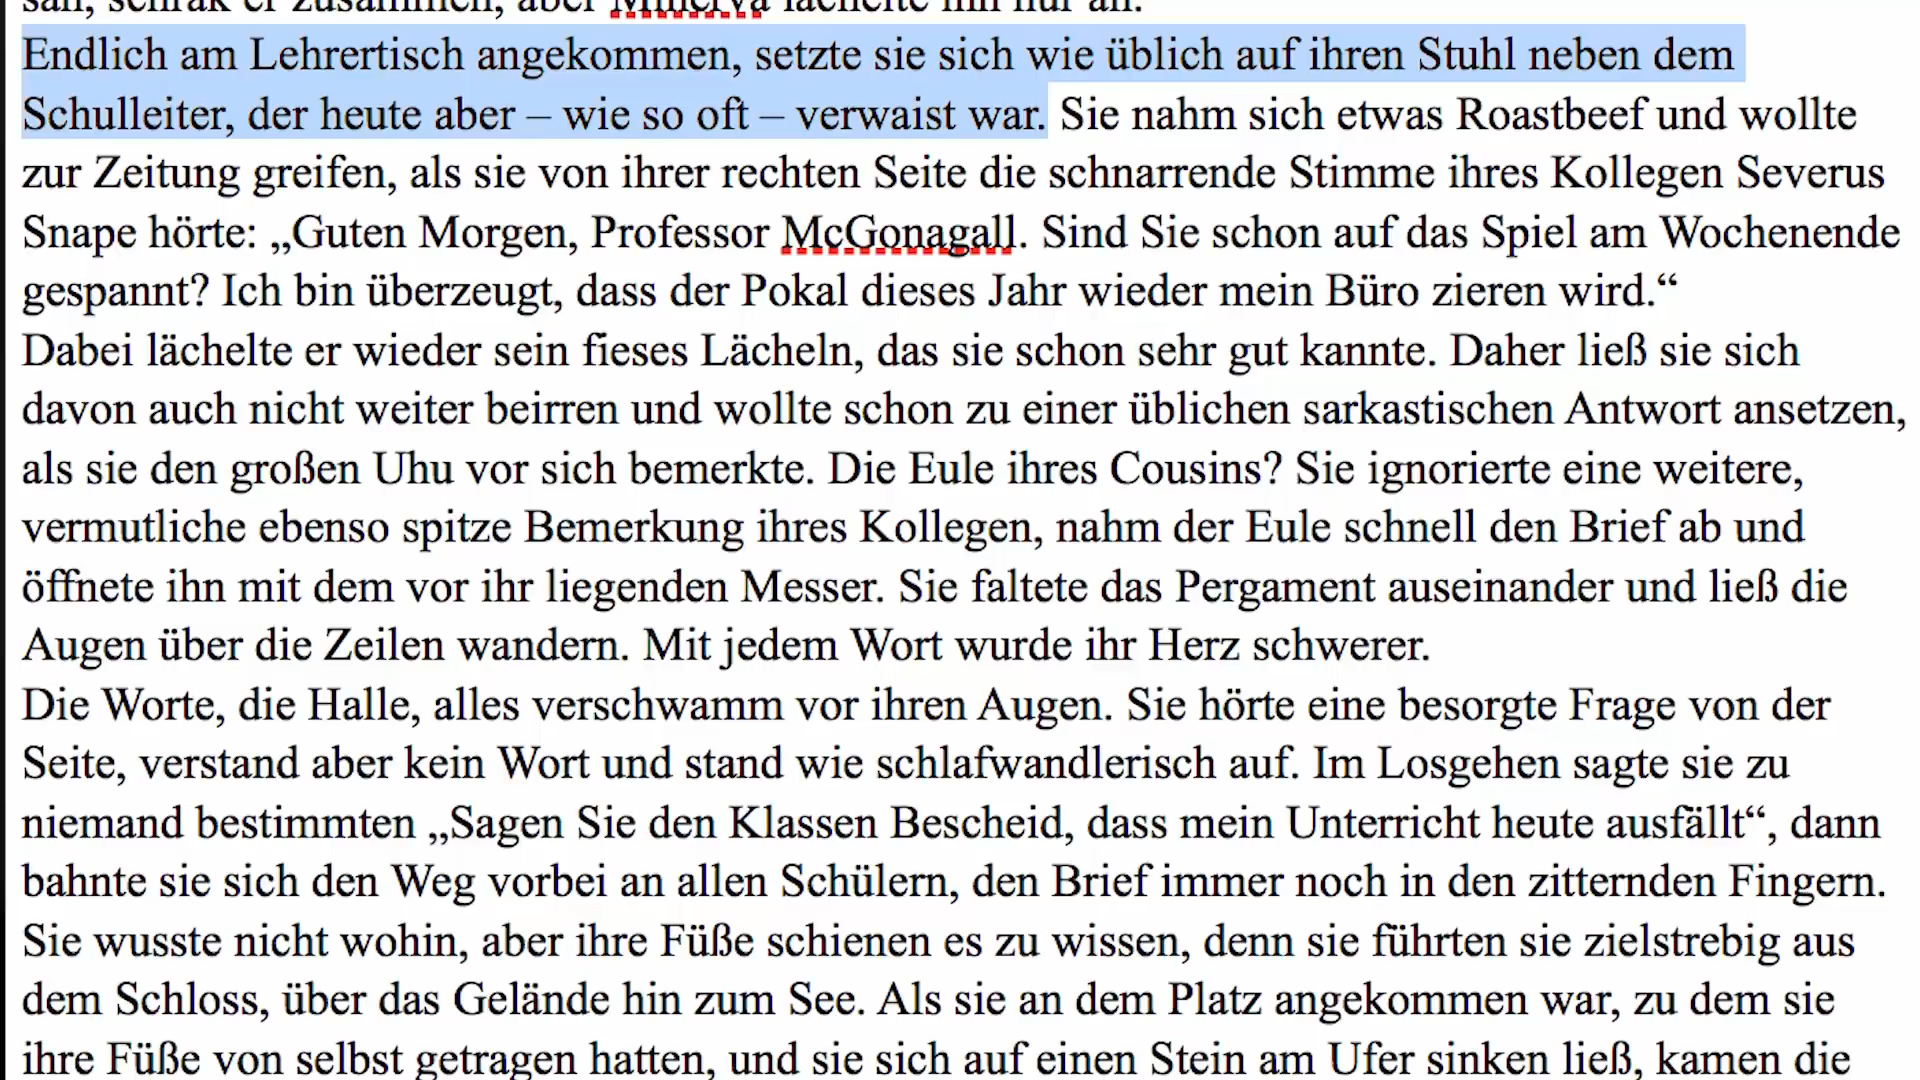 sah, schrak er zusammen, aber Minerva lächelte ihn nur an.
Endlich am Lehrertisch angekommen, setzte sie sich wie üblich auf ihren Stuhl neben dem
Schulleiter, der heute aber – wie so oft – verwaist war. Sie nahm sich etwas Roastbeef und wollte
zur Zeitung greifen, als sie von ihrer rechten Seite die schnarrende Stimme ihres Kollegen Severus
Snape hörte: „Guten Morgen, Professor McGonagall. Sind Sie schon auf das Spiel am Wochenende
gespannt? Ich bin überzeugt, dass der Pokal dieses Jahr wieder mein Büro zieren wird.“
Dabei lächelte er wieder sein fieses Lächeln, das sie schon sehr gut kannte. Daher ließ sie sich
davon auch nicht weiter beirren und wollte schon zu einer üblichen sarkastischen Antwort ansetzen,
als sie den großen Uhu vor sich bemerkte. Die Eule ihres Cousins? Sie ignorierte eine weitere,
vermutliche ebenso spitze Bemerkung ihres Kollegen, nahm der Eule schnell den Brief ab und
öffnete ihn mit dem vor ihr liegenden Messer. Sie faltete das Pergament auseinander und ließ die
Augen über die Zeilen wandern. Mit jedem Wort wurde ihr Herz schwerer.
Die Worte, die Halle, alles verschwamm vor ihren Augen. Sie hörte eine besorgte Frage von der
Seite, verstand aber kein Wort und stand wie schlafwandlerisch auf. Im Losgehen sagte sie zu
niemand bestimmten „Sagen Sie den Klassen Bescheid, dass mein Unterricht heute ausfällt“, dann
bahnte sie sich den Weg vorbei an allen Schülern, den Brief immer noch in den zitternden Fingern.
Sie wusste nicht wohin, aber ihre Füße schienen es zu wissen, denn sie führten sie zielstrebig aus
dem Schloss, über das Gelände hin zum See. Als sie an dem Platz angekommen war, zu dem sie
ihre Füße von selbst getragen hatten, und sie sich auf einen Stein am Ufer sinken ließ, kamen die